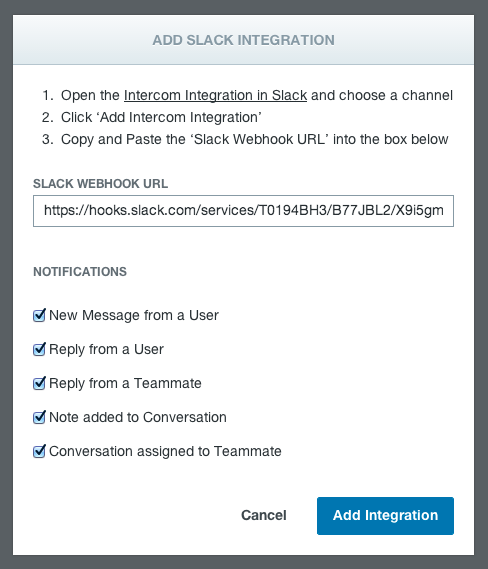 ADD SLACK INTEGRATION
1. Open the Intercom Integration in Slack and choose a channel
2. Click ‘Add Intercom Integration’
3. Copy and Paste the ‘Slack Webhook URL’ into the box below
SLACK WEBHOOK URL
https://hooks.slack.com/services/T0194BH3/B77JBL2/X9i5gm
NOTIFICATIONS
New Message from a User
Reply from a User
Reply from a Teammate
Note added to Conversation
Conversation assigned to Teammate
Cancel Add Integration